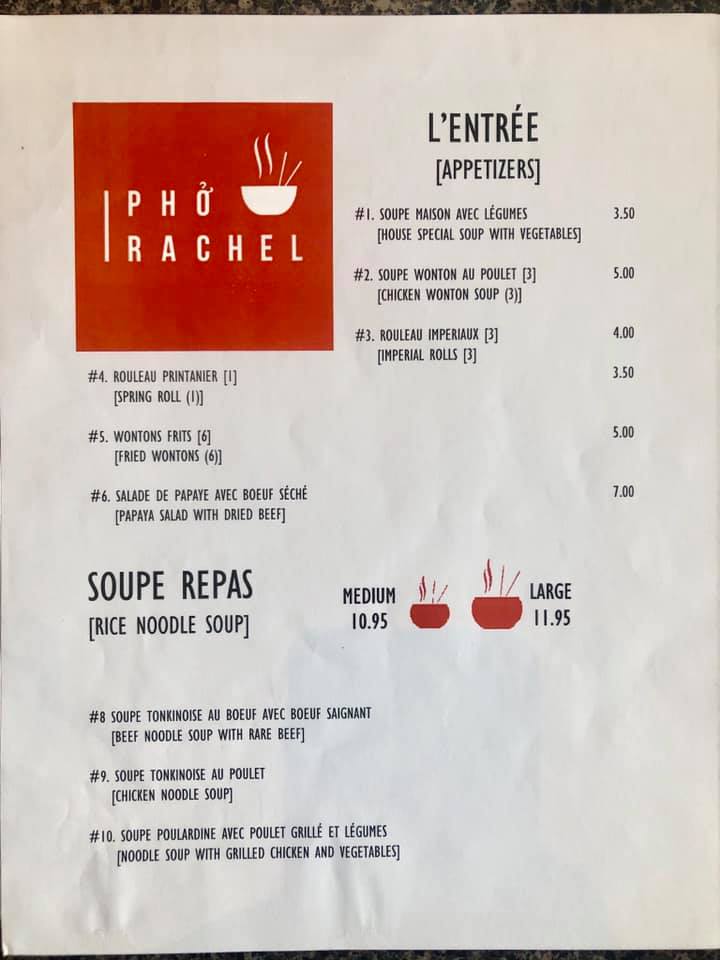 PHỞ
RACHEL
L'ENTRÉE
[APPETIZERS]
#1. SOUPE MAISON AVEC LÉGUMES 3.50
[HOUSE SPECIAL SOUP WITH VEGETABLES]
#2. SOUPE WONTON AU POULET [3] 5.00
[CHICKEN WONTON SOUP (3)]
#3. ROULEAU IMPERIAUX [3] 4.00
[IMPERIAL ROLLS [3]
#4. ROULEAU PRINTANIER [1] 3.50
[SPRING ROLL (1)]
#5. WONTONS FRITS [6] 5.00
[FRIED WONTONS (6)]
#6. SALADE DE PAPAYE AVEC BOEUF SÉCHÉ 7.00
[PAPAYA SALAD WITH DRIED BEEF]
SOUPE REPAS
[RICE NOODLE SOUP]
MEDIUM
10.95
LARGE
11.95
#8 SOUPE TONKINOISE AU BOEUF AVEC BOEUF SAIGNANT
[BEEF NOODLE SOUP WITH RARE BEEF]
#9. SOUPE TONKINOISE AU POULET
[CHICKEN NOODLE SOUP]
#10. SOUPE POULARDINE AVEC POULET GRILLÉ ET LÉGUMES
[NOODLE SOUP WITH GRILLED CHICKEN AND VEGETABLES]